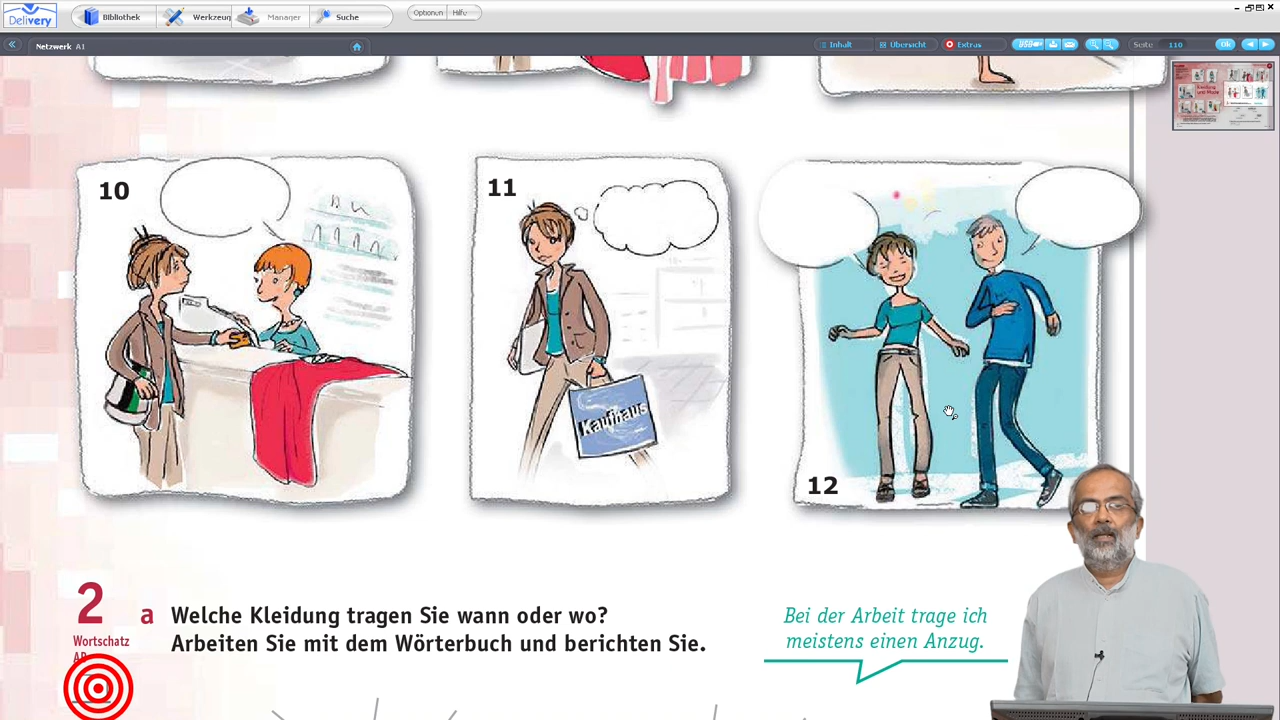 Delivery
Bibliothek
Werkzeug
Manager
Suche
Optionen
Hilfe
Netzwerk A1
Inhalt
Übersicht
Extras
Seite 110
Ok
10
11
12
Kaufhaus
2
a Welche Kleidung tragen Sie wann oder wo?
Arbeiten Sie mit dem Wörterbuch und berichten Sie.
Wortschatz
AB
Bei der Arbeit trage ich
meistens einen Anzug.